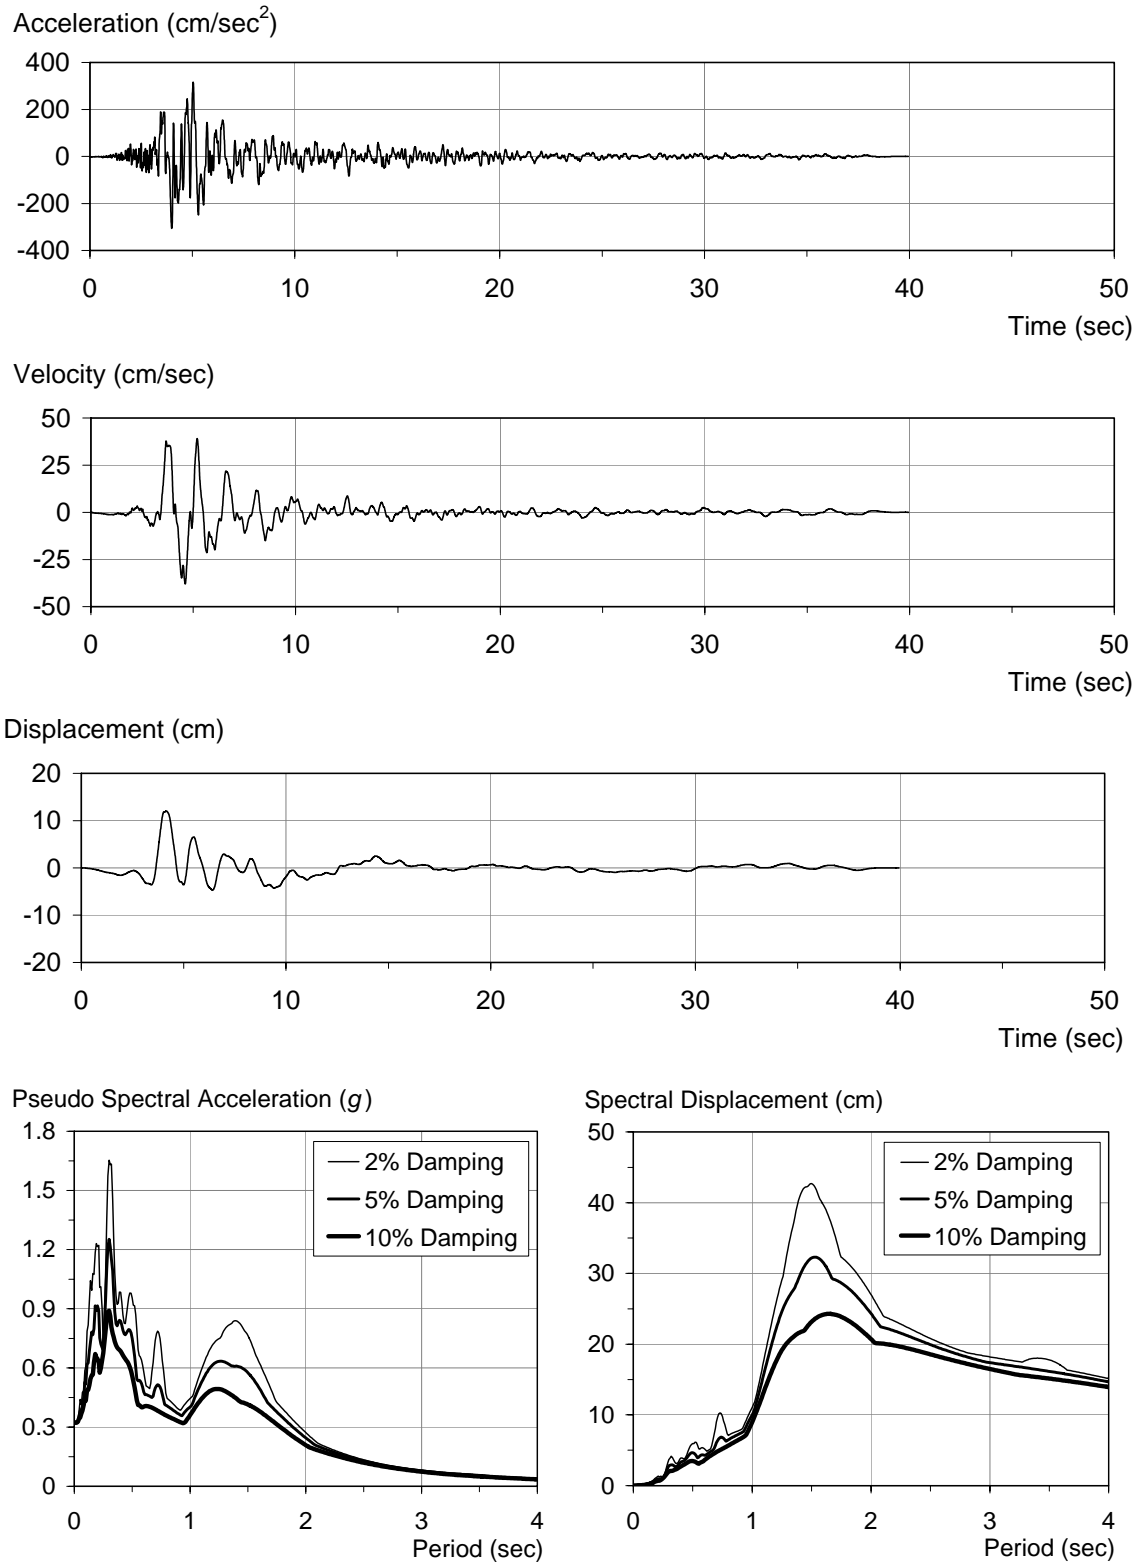 Acceleration (cm/sec²)
400
200
0
-200
-400
0 10 20 30 40 50
Time (sec)
Velocity (cm/sec)
50
25
0
-25
-50
0 10 20 30 40 50
Time (sec)
Displacement (cm)
20
10
0
-10
-20
0 10 20 30 40 50
Time (sec)
Pseudo Spectral Acceleration (g)
1.8
1.5
1.2
0.9
0.6
0.3
0
2% Damping
5% Damping
10% Damping
0 1 2 3 4
Period (sec)
Spectral Displacement (cm)
50
40
30
20
10
0
2% Damping
5% Damping
10% Damping
0 1 2 3 4
Period (sec)